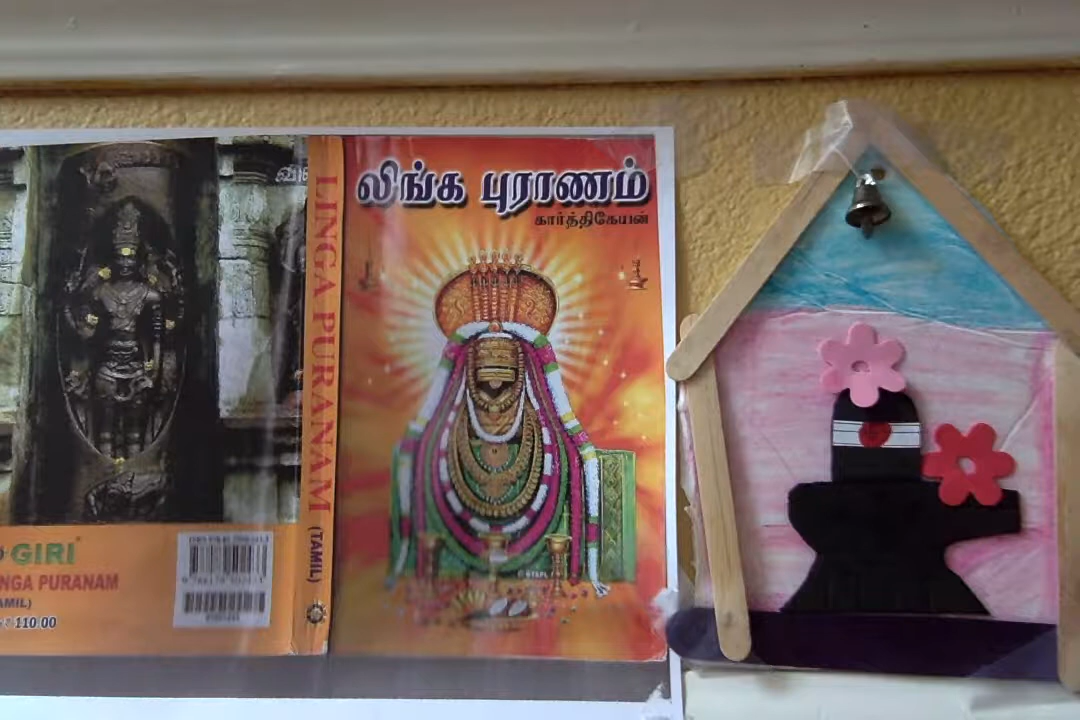 GIRI
NGA PURANAM
AMIL)
110.00
LINGA PURANAM (TAMIL)
லிங்க புராணம்
கார்த்திகேயன்